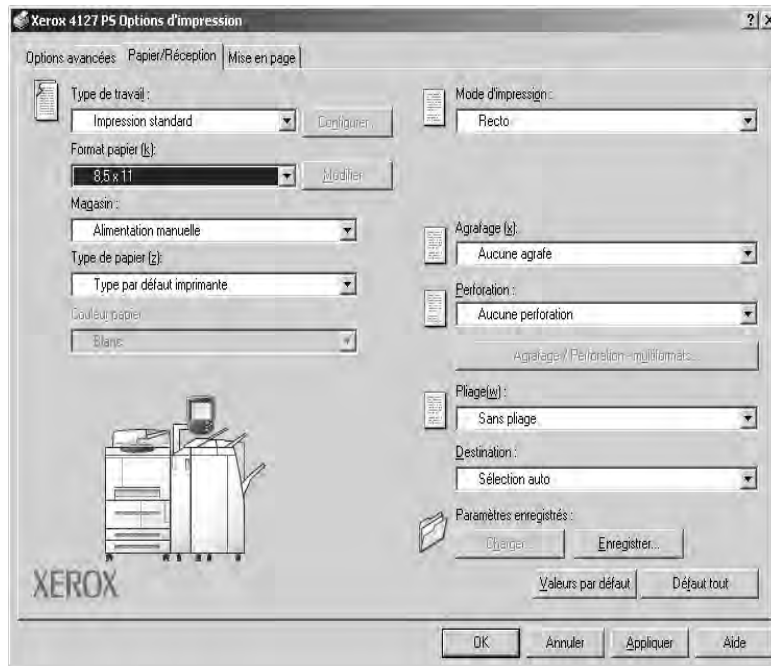 Xerox 4127 PS Options d'impression
Options avancées
Papier/Réception
Mise en page
Type de travail :
Impression standard
Configurer...
Format papier (k):
8,5 x 11
Modifier...
Magasin :
Alimentation manuelle
Type de papier (z):
Type par défaut imprimante
Couleur papier
Blanc
XEROX
Mode d'impression :
Recto
Agrafage (x):
Aucune agrafe
Perforation :
Aucune perforation
Agrafage / Perforation - multiformats...
Pliage(w) :
Sans pliage
Destination :
Sélection auto
Paramètres enregistrés :
Charger...
Enregistrer...
Valeurs par défaut
Défaut tout
OK
Annuler
Appliquer
Aide